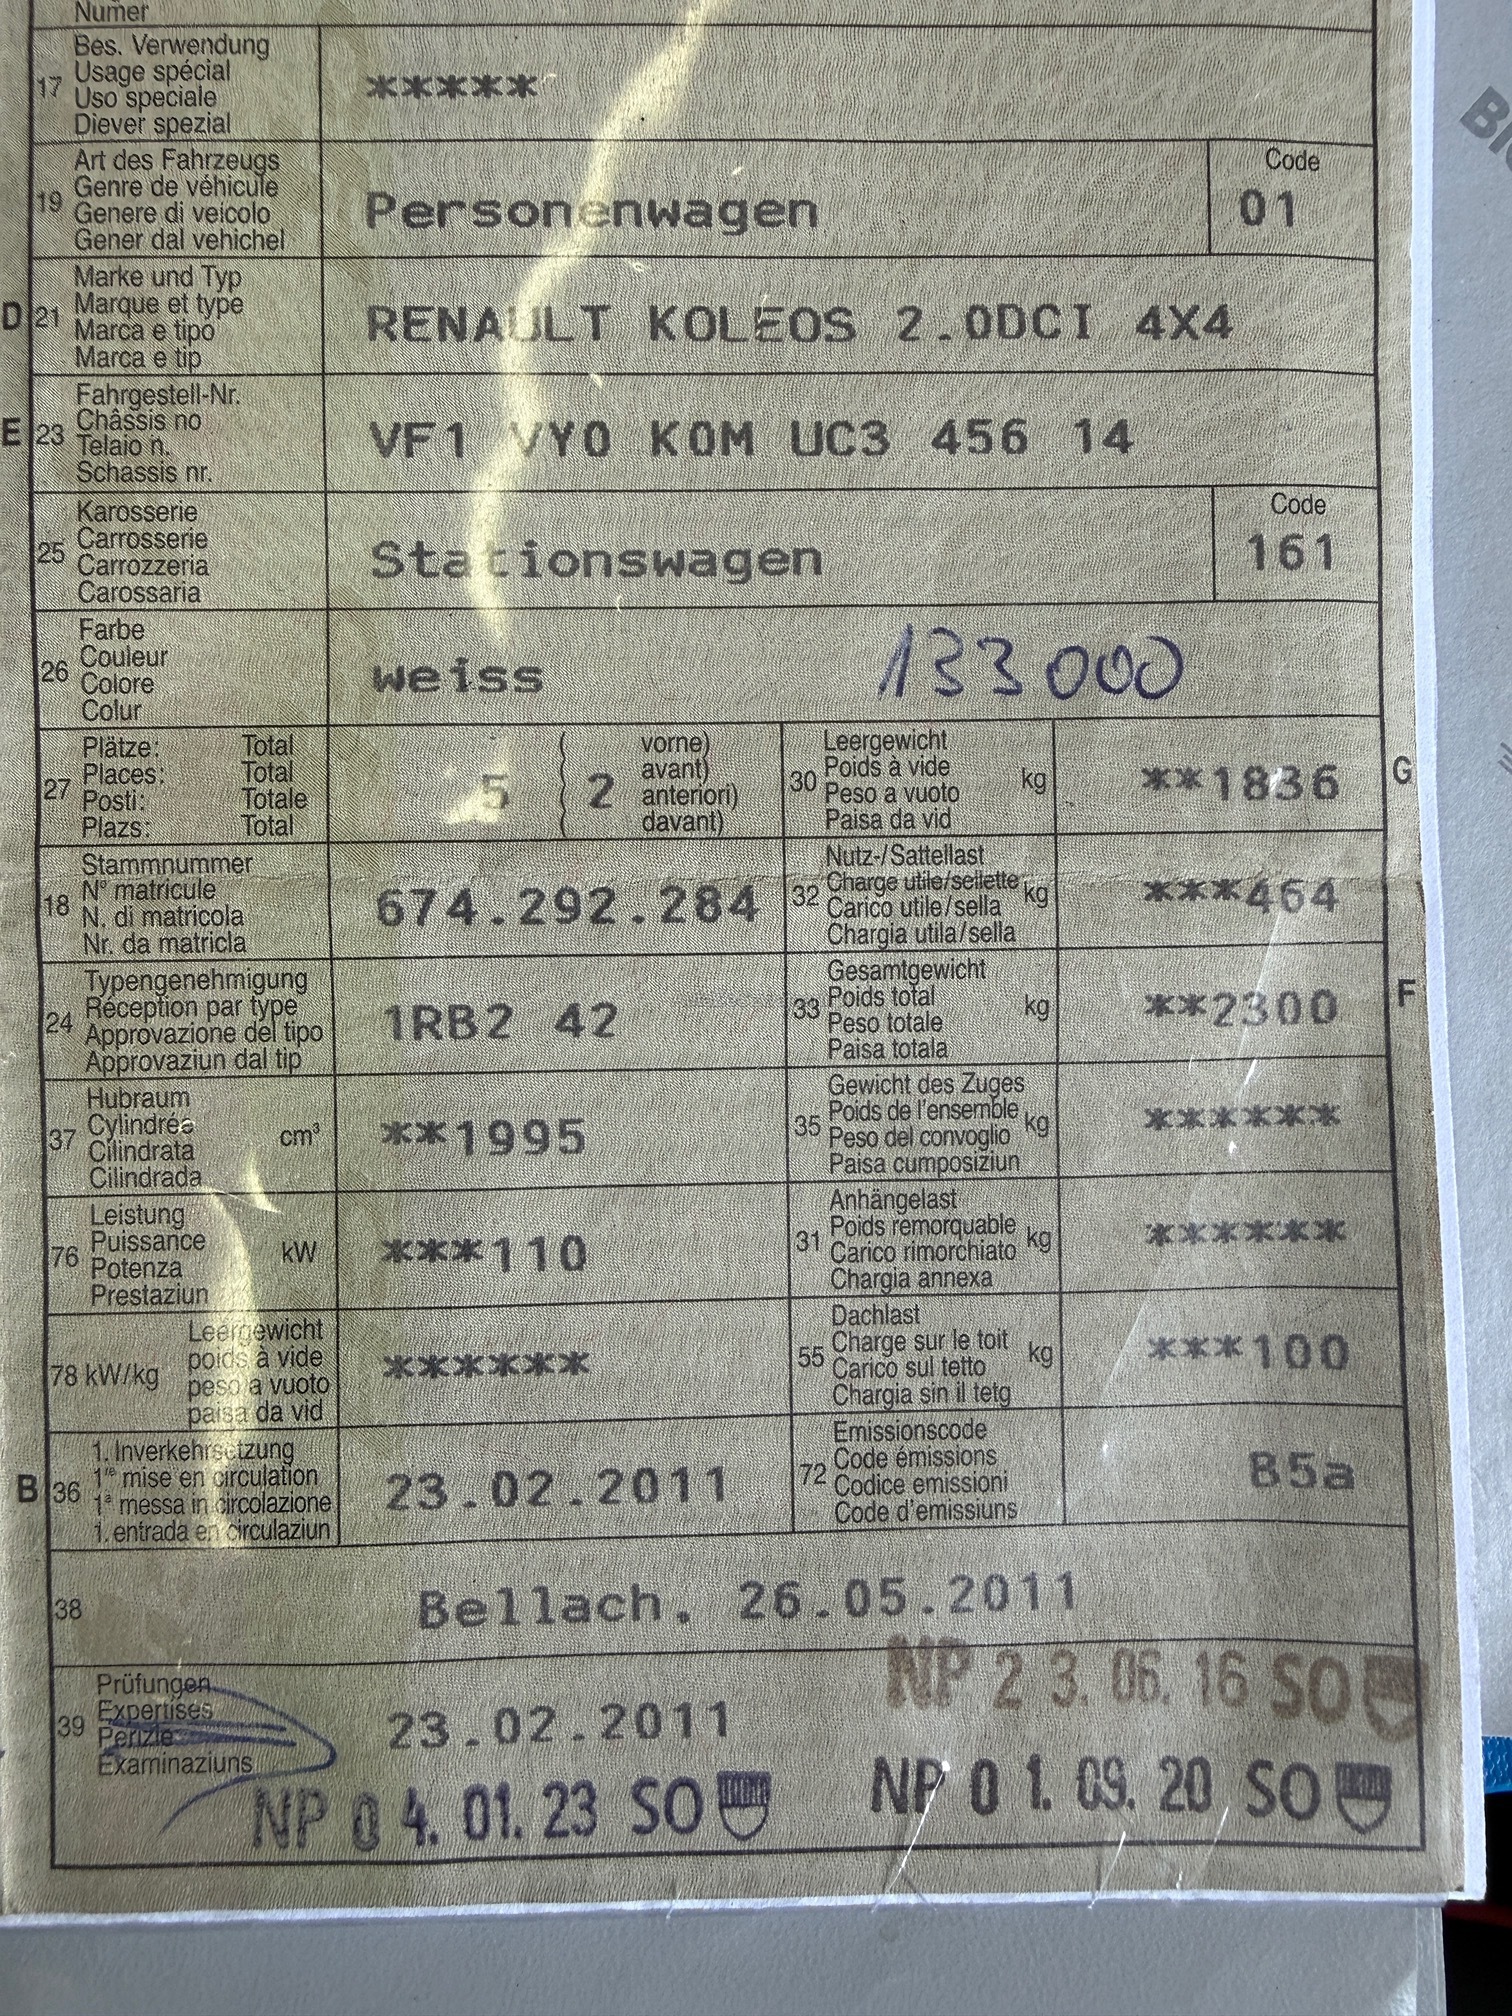 Numer
17 Bes. Verwendung
Usage spécial
Uso speciale
Diever spezial
*****
19 Art des Fahrzeugs
Genre de véhicule
Genere di veicolo
Gener dal vehichel
Personenwagen
Code
01
D 21 Marke und Typ
Marque et type
Marca e tipo
Marca e tip
RENAULT KOLEOS 2.0DCI 4X4
E 23 Fahrgestell-Nr.
Châssis no
Telaio n.
Schassis nr.
VF1 VY0 K0M UC3 456 14
25 Karosserie
Carrosserie
Carrozzeria
Carossaria
Stationswagen
Code
161
26 Farbe
Couleur
Colore
Colur
weiss
133000
27 Plätze: Total
Places: Total
Posti: Totale
Plazs: Total
5 ( 2 vorne)
avant)
anteriori)
davant)
30 Leergewicht
Poids à vide kg
Peso a vuoto
Paisa da vid
**1836
G
18 Stammnummer
N° matricule
N. di matricola
Nr. da matricla
674.292.284
32 Nutz-/Sattellast
Charge utile/sellette kg
Carico utile/sella
Chargia utila/sella
***464
24 Typengenehmigung
Réception par type
Approvazione del tipo
Approvaziun dal tip
1RB2 42
33 Gesamtgewicht
Poids total kg
Peso totale
Paisa totala
**2300
F
37 Hubraum
Cylindrée cm³
Cilindrata
Cilindrada
**1995
35 Gewicht des Zuges
Poids de l'ensemble kg
Peso del convoglio
Paisa cumposiziun
******
76 Leistung
Puissance kW
Potenza
Prestaziun
***110
31 Anhängelast
Poids remorquable kg
Carico rimorchiato
Chargia annexa
******
78 kW/kg Leergewicht
poids à vide
peso a vuoto
paisa da vid
******
55 Dachlast
Charge sur le toit kg
Carico sul tetto
Chargia sin il tetg
***100
B 36 1. Inverkehrsetzung
1re mise en circulation
1a messa in circolazione
1. entrada en circulaziun
23.02.2011
72 Emissionscode
Code émissions
Codice emissioni
Code d'emissiuns
B5a
38 Bellach, 26.05.2011
39 Prüfungen
Expertises
Perizie
Examinaziuns
23.02.2011
NP 23.06.16 SO
NP 04.01.23 SO
NP 01.09.20 SO